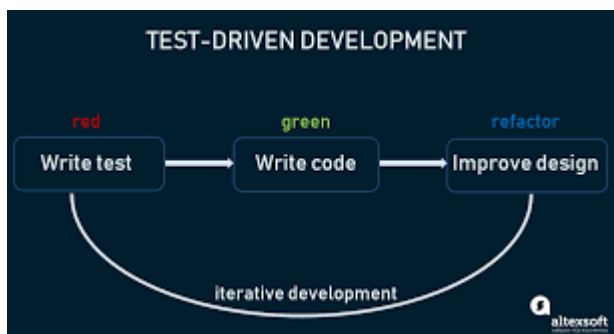 TEST-DRIVEN DEVELOPMENT
red green refactor
Write test Write code Improve design
iterative development
altexsoft